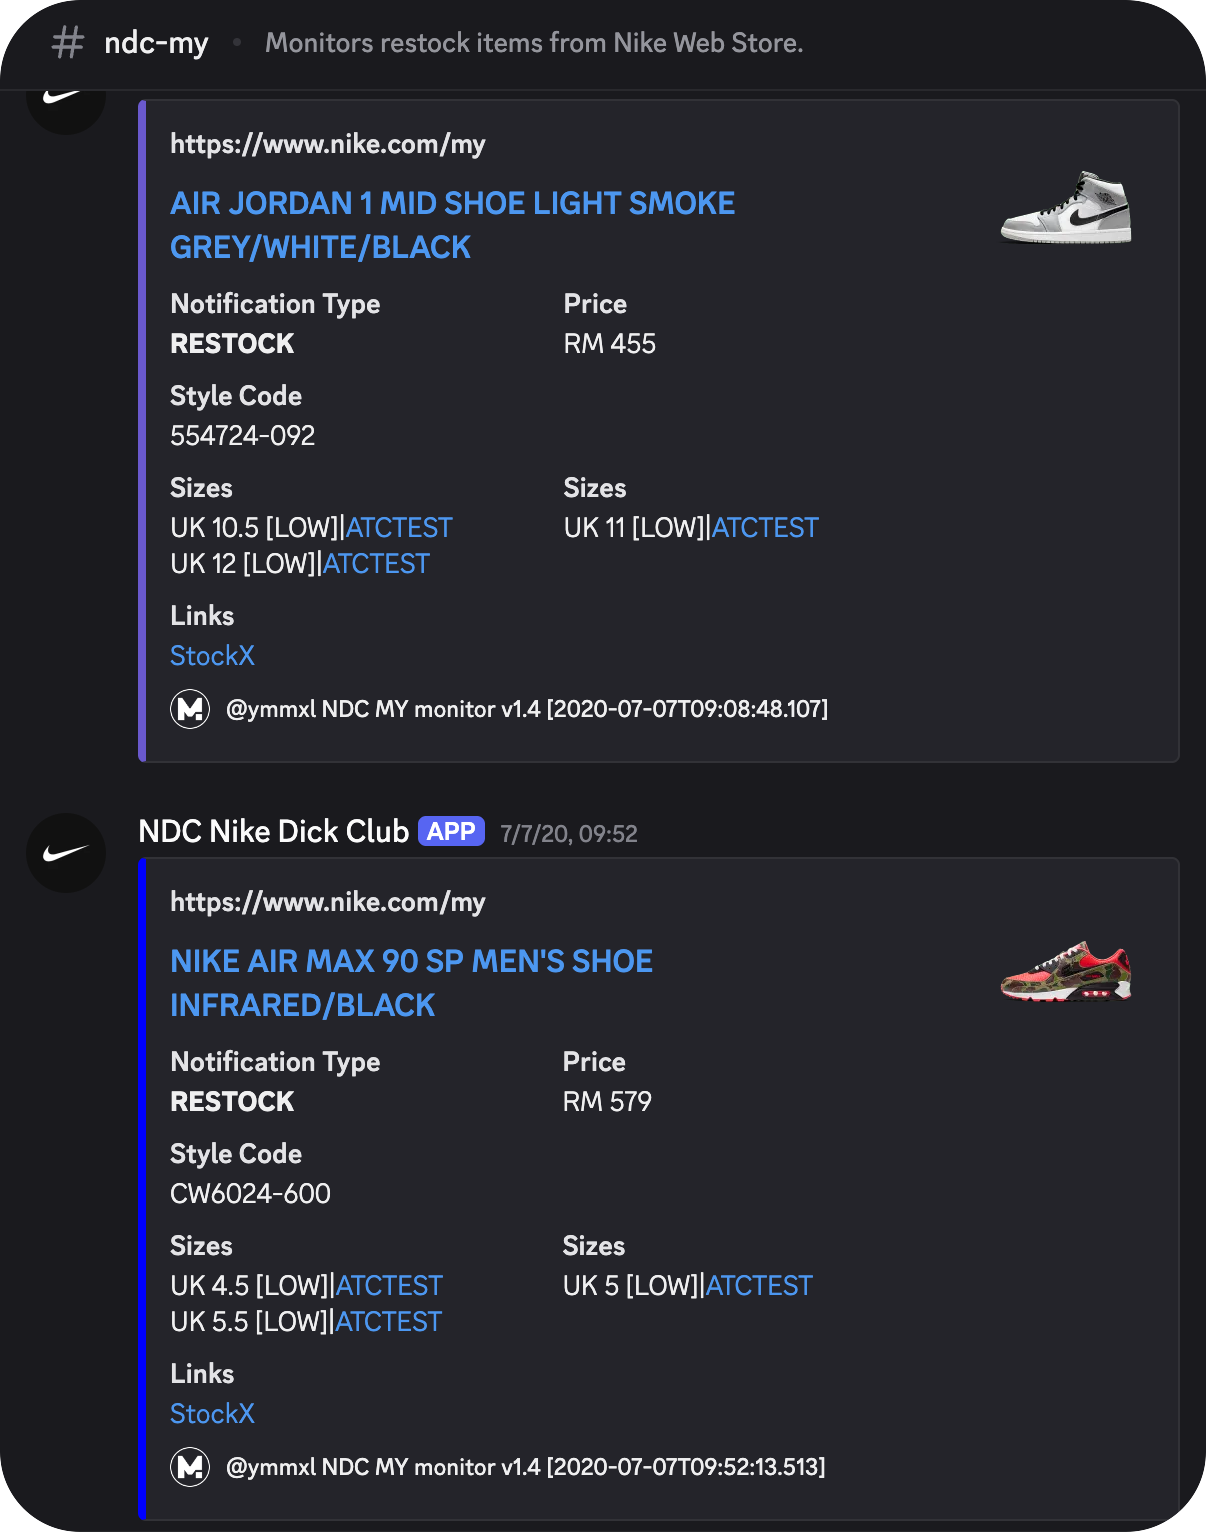 # ndc-my • Monitors restock items from Nike Web Store.
https://www.nike.com/my
AIR JORDAN 1 MID SHOE LIGHT SMOKE
GREY/WHITE/BLACK
Notification Type Price
RESTOCK RM 455
Style Code
554724-092
Sizes Sizes
UK 10.5 [LOW]|ATCTEST UK 11 [LOW]|ATCTEST
UK 12 [LOW]|ATCTEST
Links
StockX
M. @ymmxl NDC MY monitor v1.4 [2020-07-07T09:08:48.107]
NDC Nike Dick Club APP 7/7/20, 09:52
https://www.nike.com/my
NIKE AIR MAX 90 SP MEN'S SHOE
INFRARED/BLACK
Notification Type Price
RESTOCK RM 579
Style Code
CW6024-600
Sizes Sizes
UK 4.5 [LOW]|ATCTEST UK 5 [LOW]|ATCTEST
UK 5.5 [LOW]|ATCTEST
Links
StockX
M. @ymmxl NDC MY monitor v1.4 [2020-07-07T09:52:13.513]